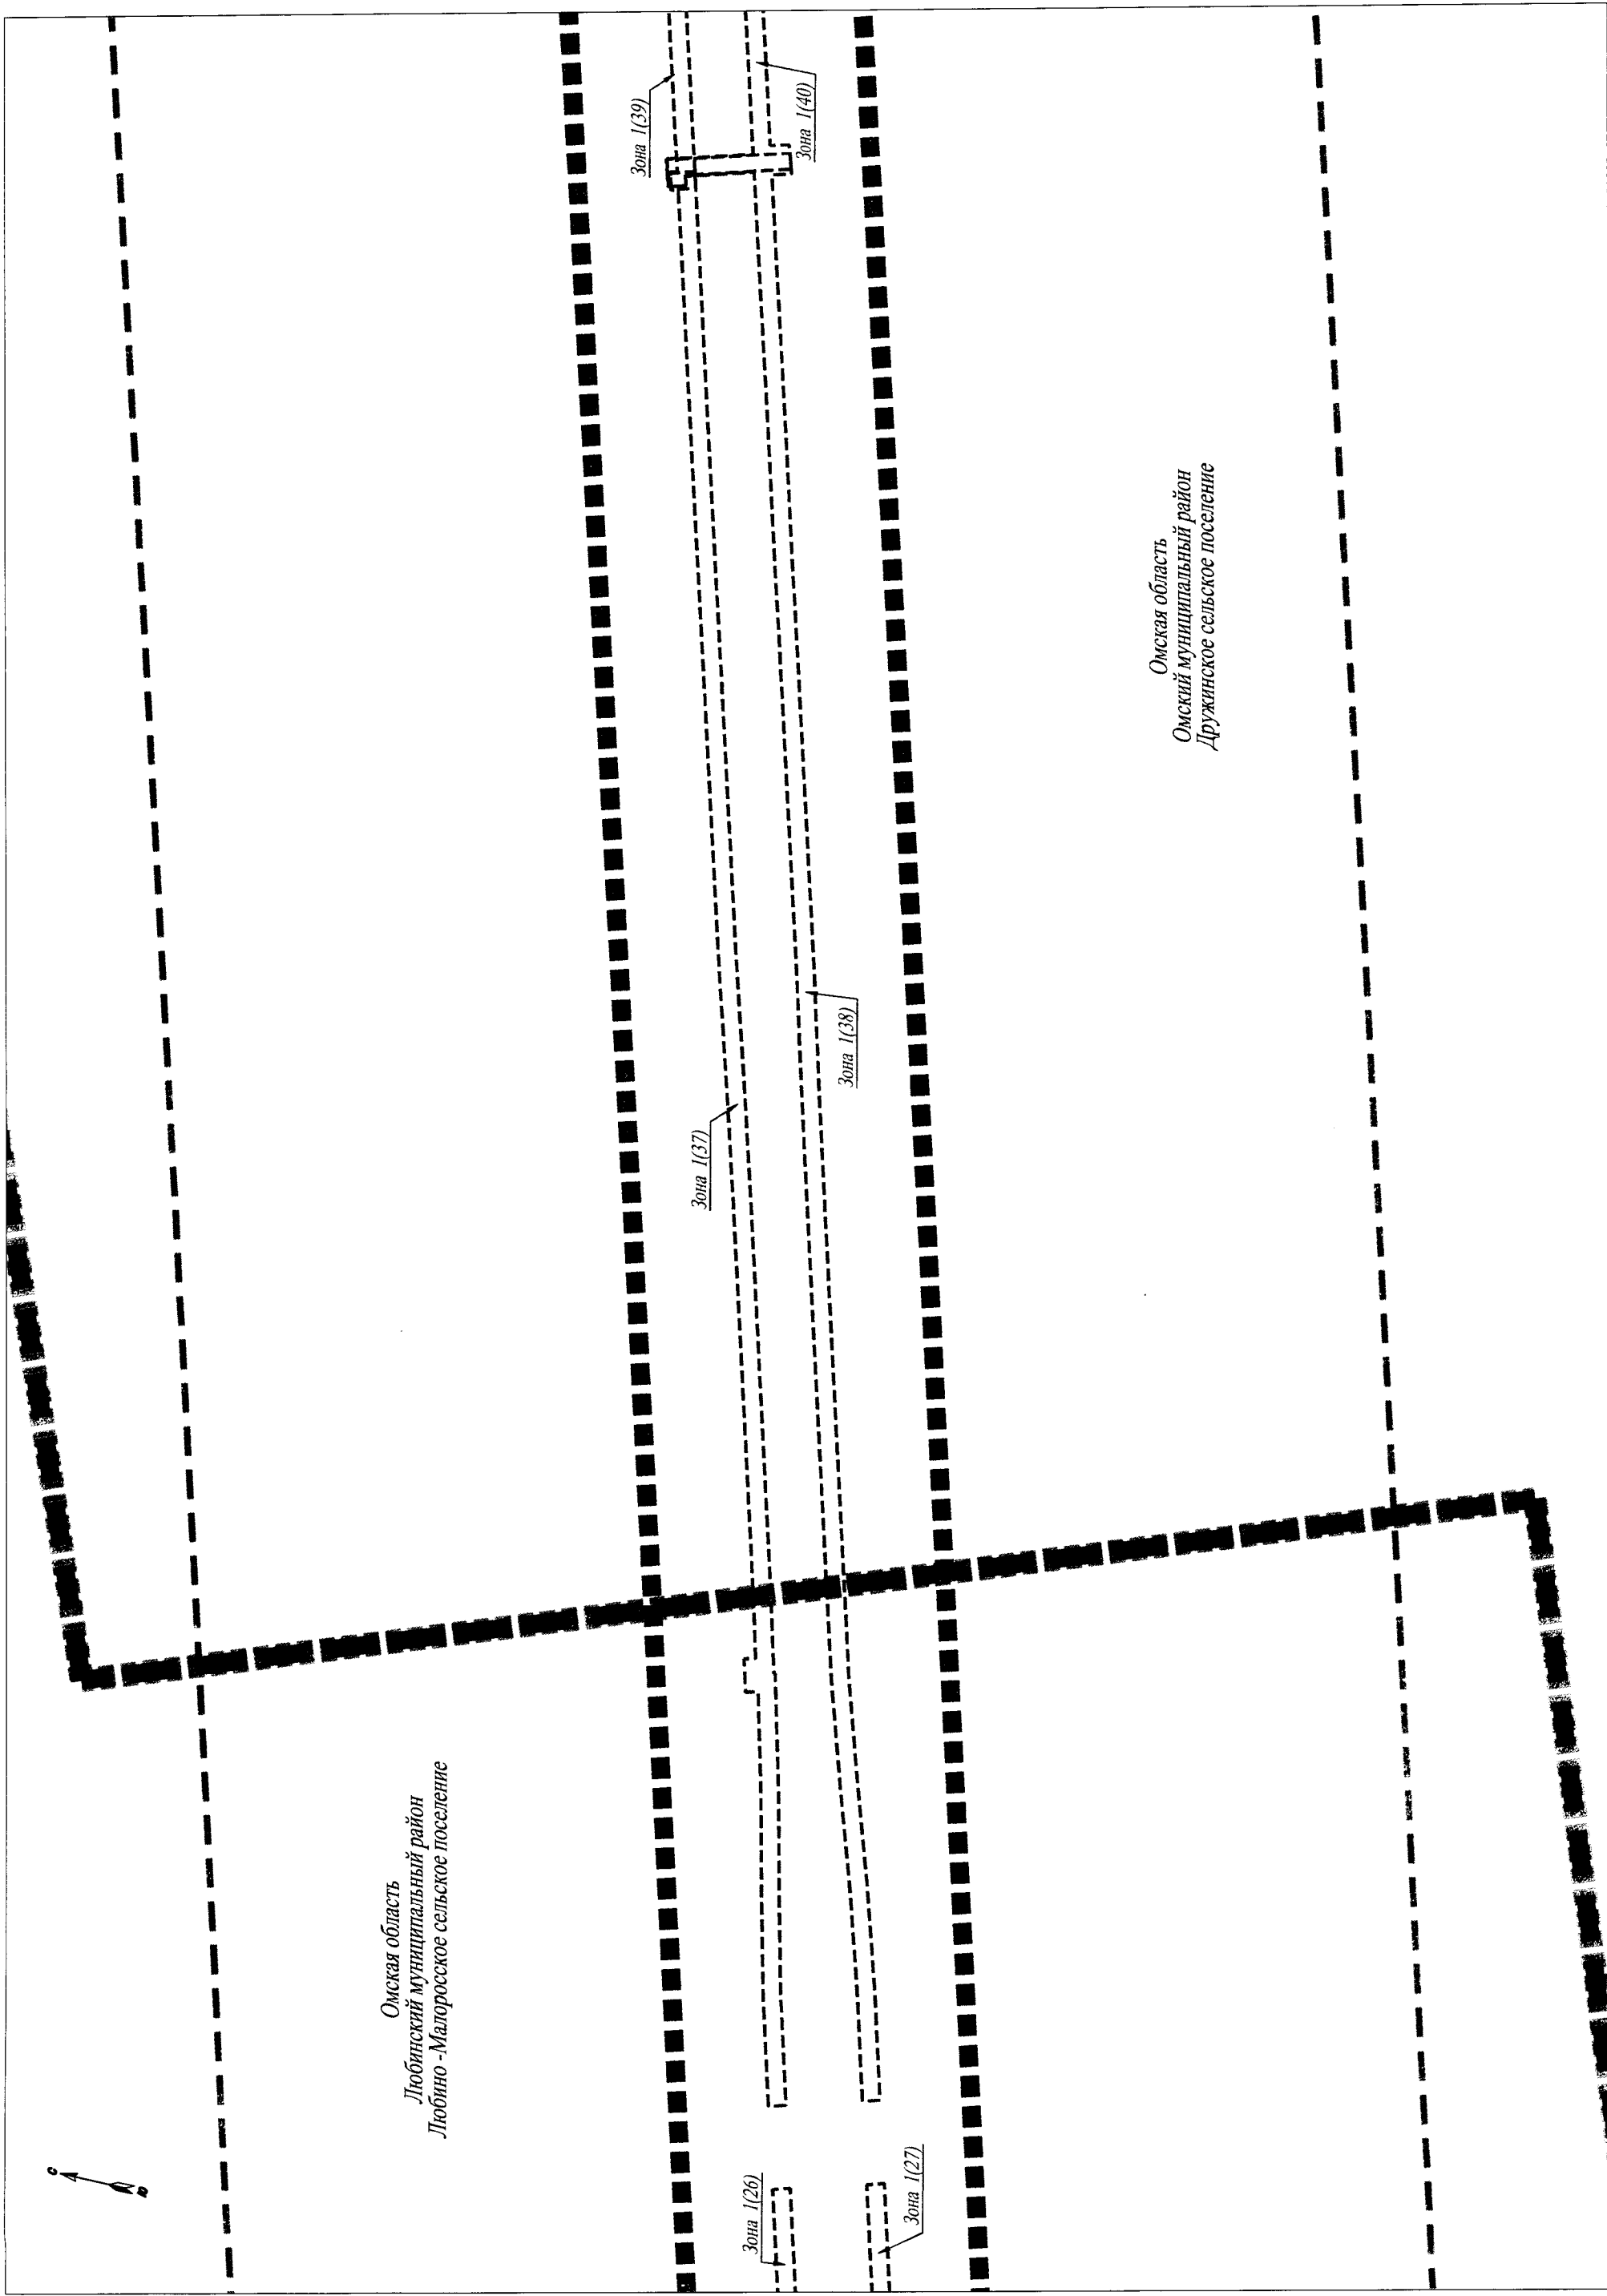 С
Ю
Омская область
Любинский муниципальный район
Любино -Малоросское сельское поселение
Зона 1(26)
Зона 1(27)
Зона 1(37)
Зона 1(38)
Зона 1(39)
Зона 1(40)
Омская область
Омский муниципальный район
Дружинское сельское поселение